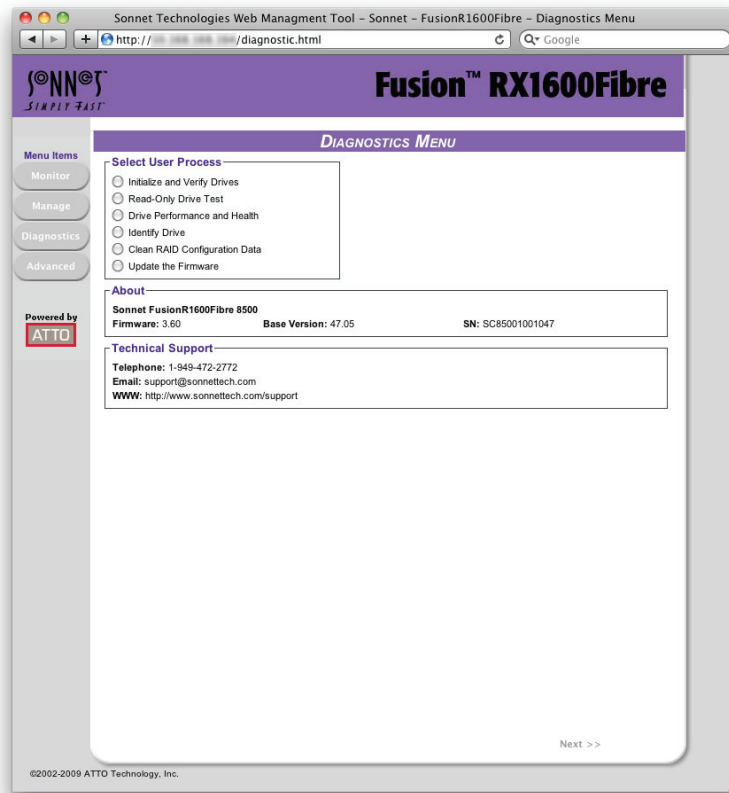 Sonnet Technologies Web Managment Tool – Sonnet – FusionR1600Fibre – Diagnostics Menu
http:// /diagnostic.html
Google
SONNET™
SIMPLY FAST
Fusion™ RX1600Fibre
DIAGNOSTICS MENU
Menu Items
Monitor
Manage
Diagnostics
Advanced
Powered by
ATTO
Select User Process
Initialize and Verify Drives
Read-Only Drive Test
Drive Performance and Health
Identify Drive
Clean RAID Configuration Data
Update the Firmware
About
Sonnet FusionR1600Fibre 8500
Firmware: 3.60 Base Version: 47.05 SN: SC85001001047
Technical Support
Telephone: 1-949-472-2772
Email: support@sonnettech.com
WWW: http://www.sonnettech.com/support
Next >>
©2002-2009 ATTO Technology, Inc.